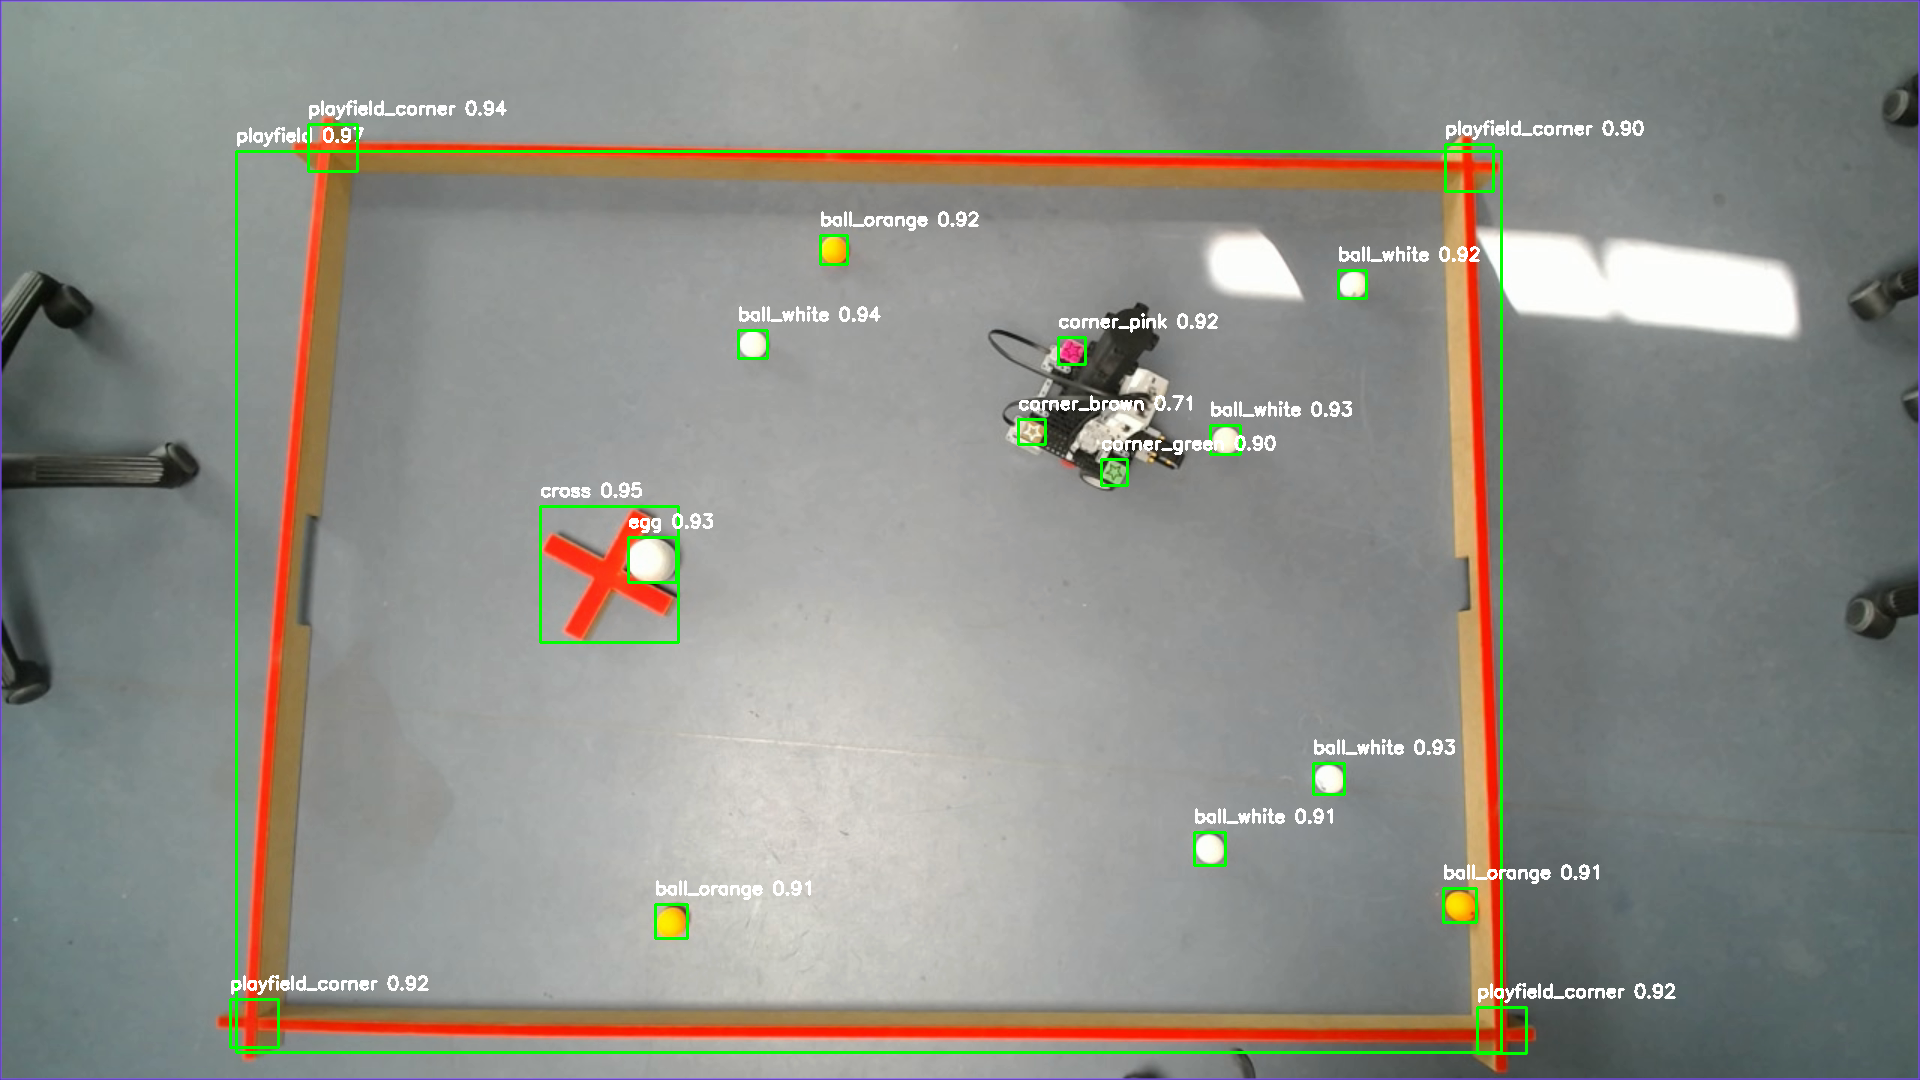 playfield_corner 0.94
playfield_corner 0.90
playfield 0.97
ball_orange 0.92
ball_white 0.92
ball_white 0.94
corner_pink 0.92
corner_brown 0.71
ball_white 0.93
corner_green 0.90
cross 0.95
egg 0.93
ball_white 0.93
ball_white 0.91
ball_orange 0.91
ball_orange 0.91
playfield_corner 0.92
playfield_corner 0.92